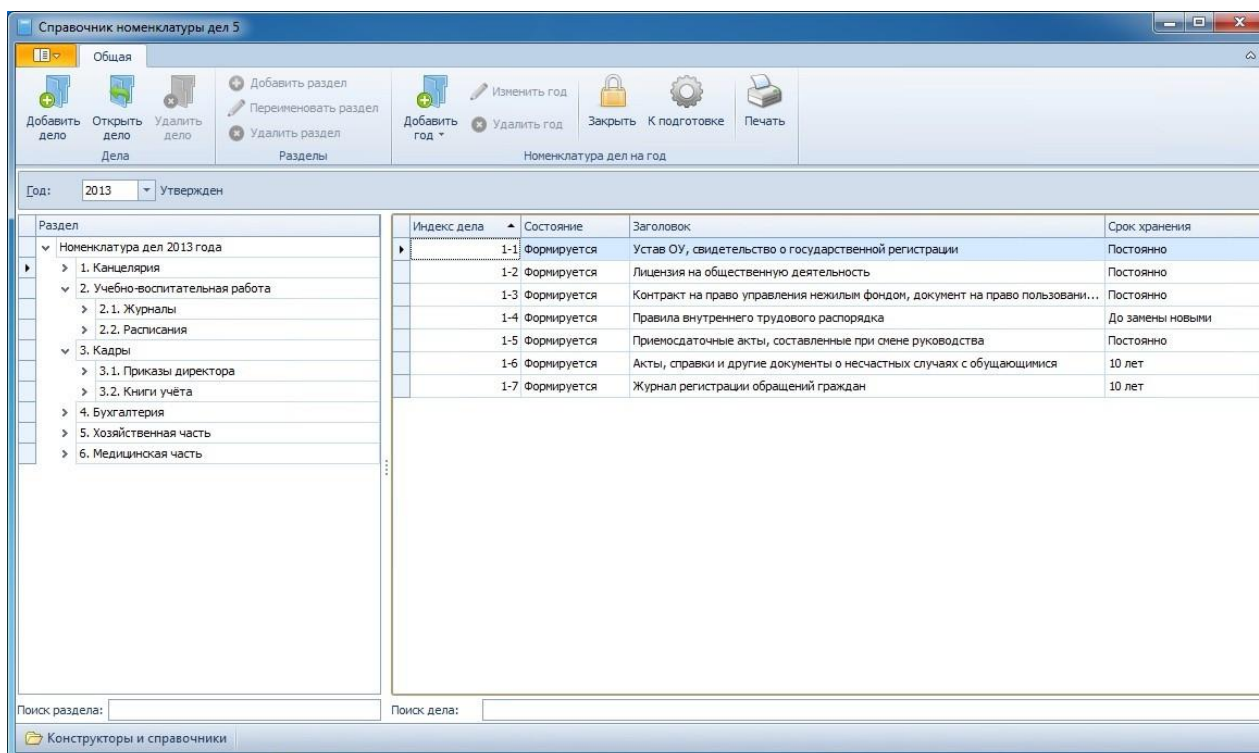 Справочник номенклатуры дел 5
Общая
Добавить дело
Открыть дело
Удалить дело
Дела
Добавить раздел
Переименовать раздел
Удалить раздел
Разделы
Добавить год
Изменить год
Удалить год
Закрыть
К подготовке
Печать
Номенклатура дел на год
Год: 2013 Утвержден
Раздел
Номенклатура дел 2013 года
1. Канцелярия
2. Учебно-воспитательная работа
2.1. Журналы
2.2. Расписания
3. Кадры
3.1. Приказы директора
3.2. Книги учёта
4. Бухгалтерия
5. Хозяйственная часть
6. Медицинская часть
Индекс дела Состояние Заголовок Срок хранения
1-1 Формируется Устав ОУ, свидетельство о государственной регистрации Постоянно
1-2 Формируется Лицензия на общественную деятельность Постоянно
1-3 Формируется Контракт на право управления нежилым фондом, документ на право пользовани... Постоянно
1-4 Формируется Правила внутреннего трудового распорядка До замены новыми
1-5 Формируется Приемосдаточные акты, составленные при смене руководства Постоянно
1-6 Формируется Акты, справки и другие документы о несчастных случаях с обущающимися 10 лет
1-7 Формируется Журнал регистрации обращений граждан 10 лет
Поиск раздела:
Поиск дела:
Конструкторы и справочники